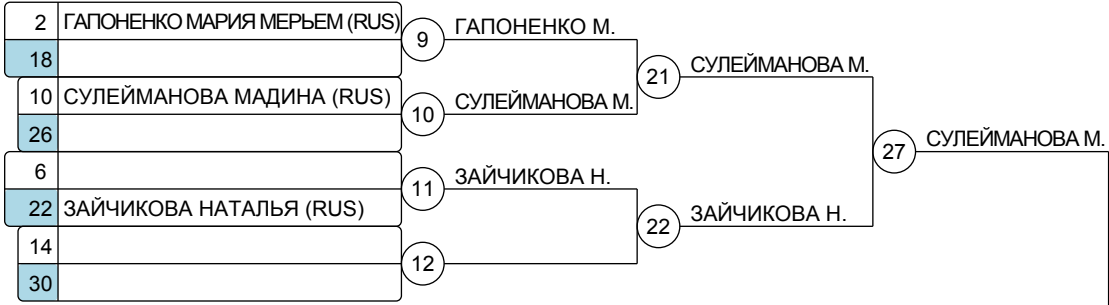 2 ГАПОНЕНКО МАРИЯ МЕРЬЕМ (RUS)
18
9 ГАПОНЕНКО М.
10 СУЛЕЙМАНОВА МАДИНА (RUS)
26
10 СУЛЕЙМАНОВА М.
21 СУЛЕЙМАНОВА М.
6
22 ЗАЙЧИКОВА НАТАЛЬЯ (RUS)
11 ЗАЙЧИКОВА Н.
14
30
12
22 ЗАЙЧИКОВА Н.
27 СУЛЕЙМАНОВА М.